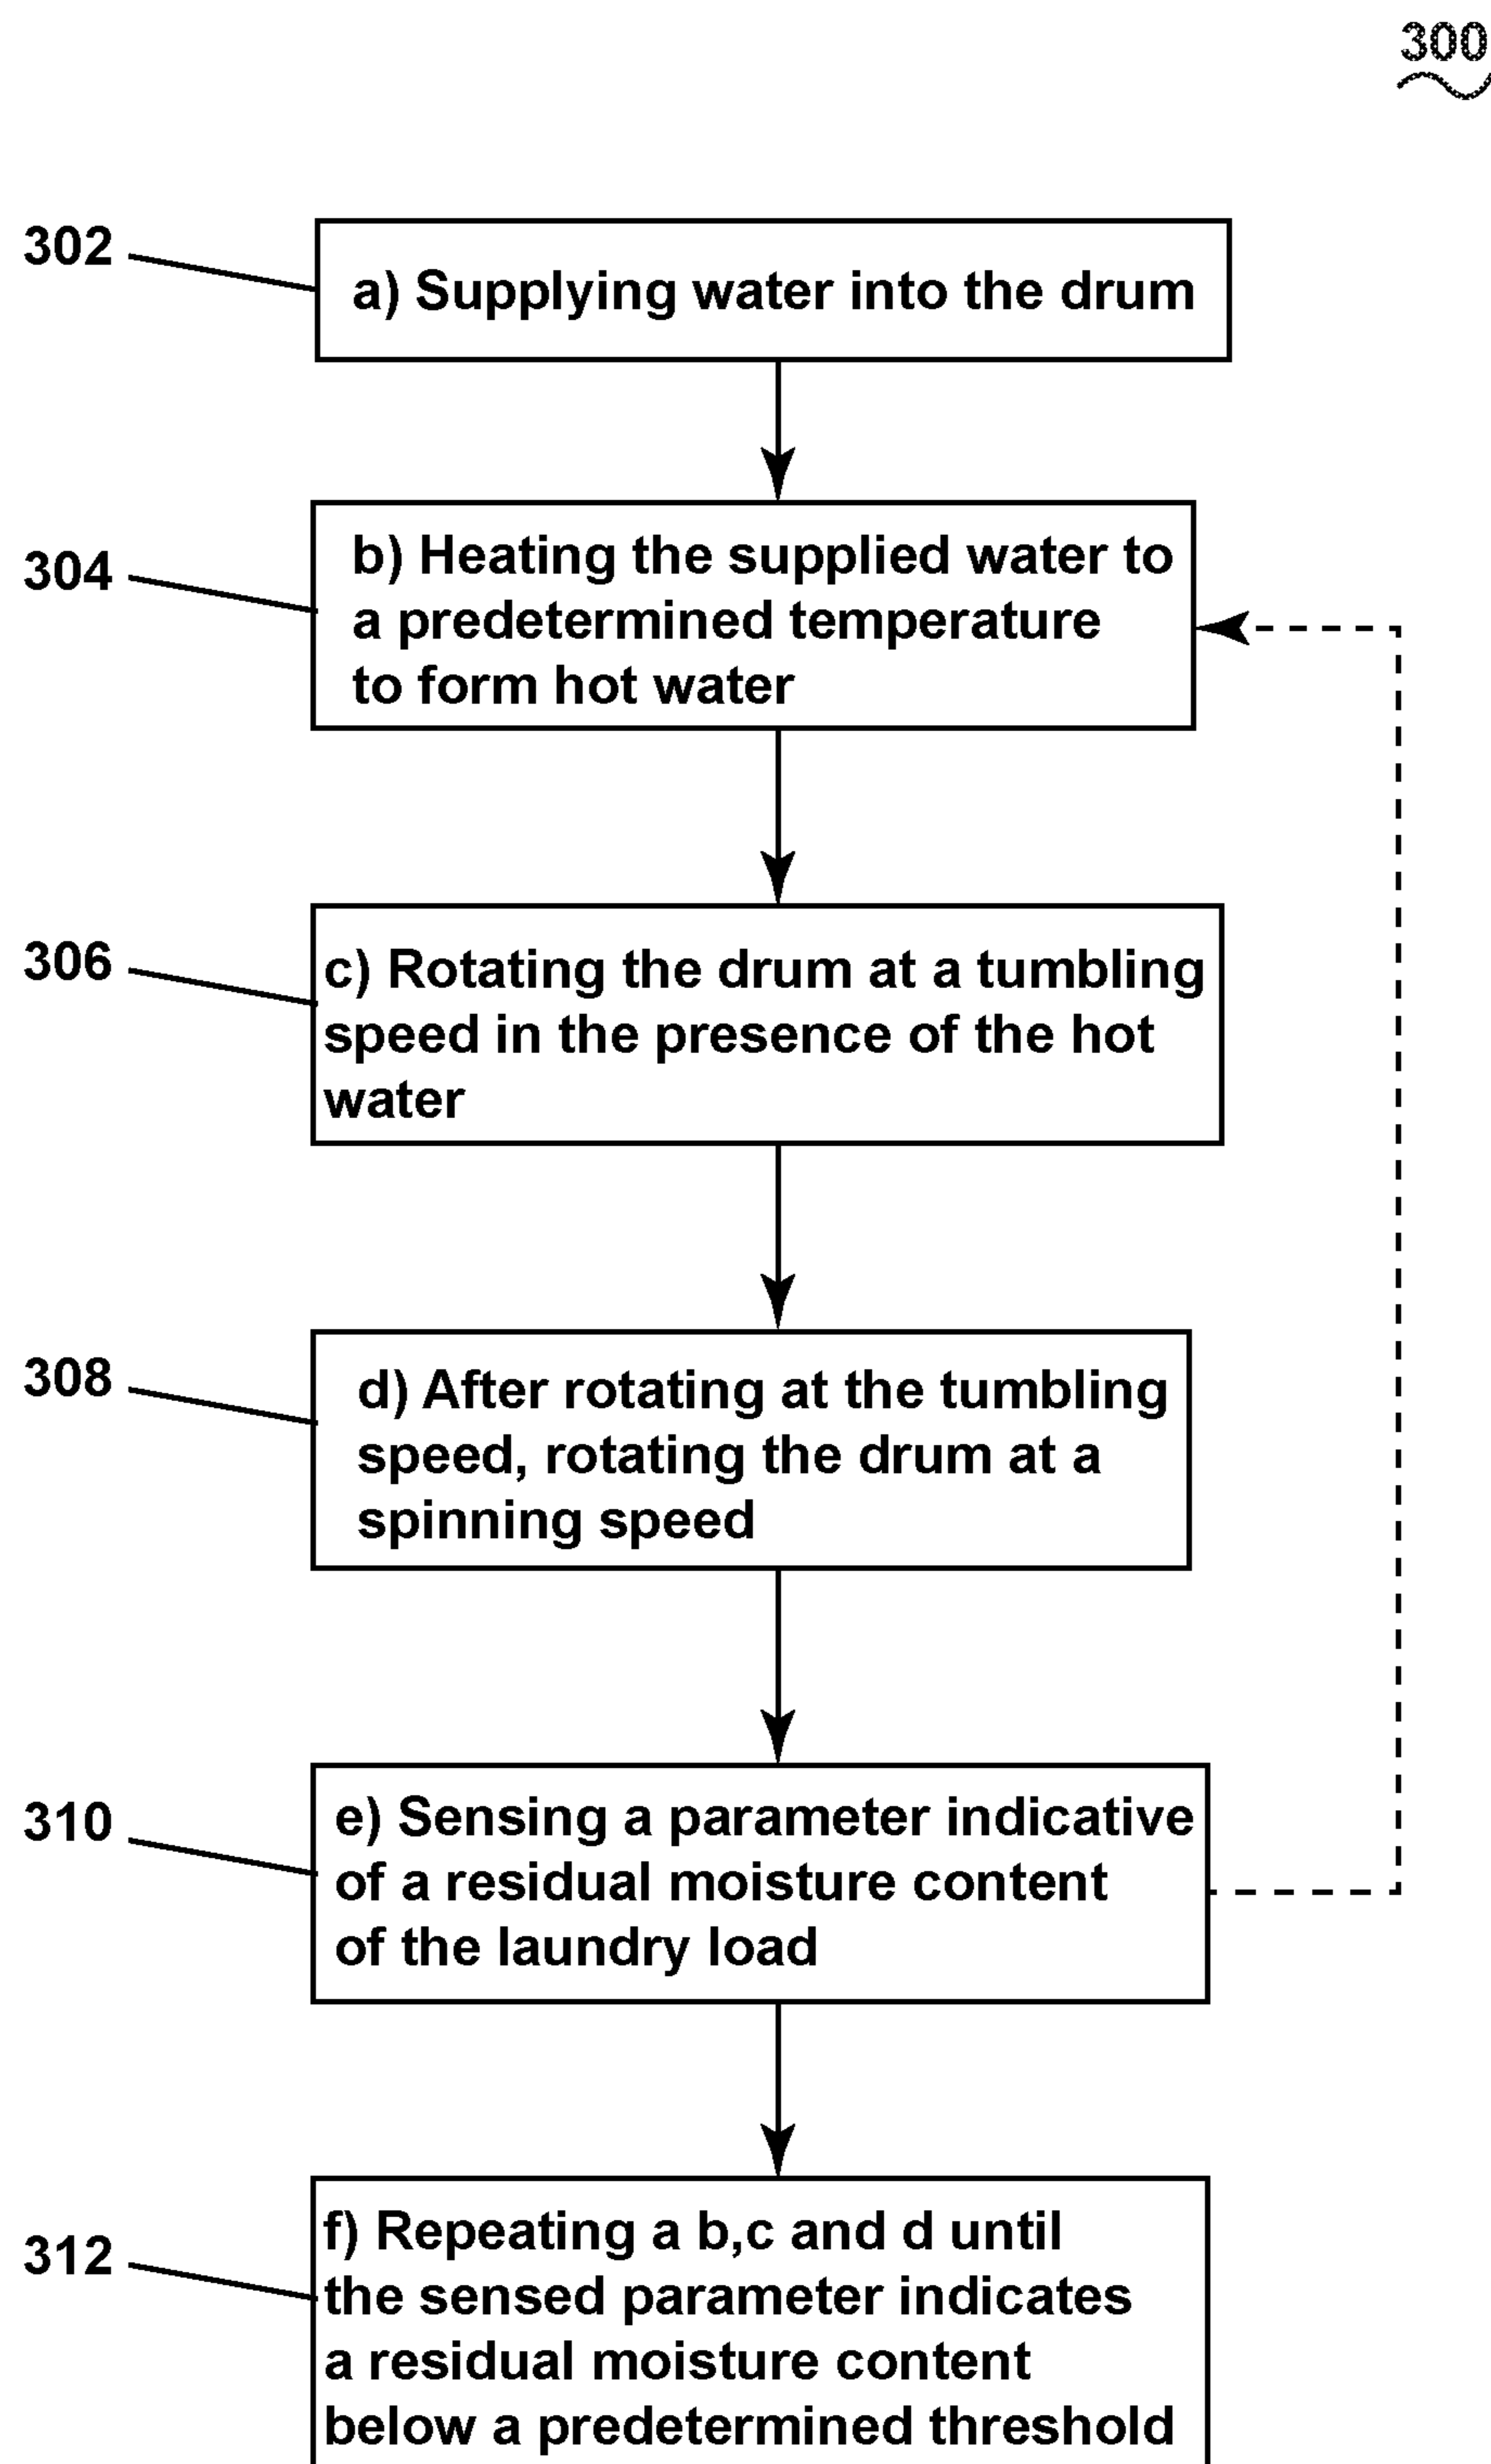 300
302
a) Supplying water into the drum
304
b) Heating the supplied water to
a predetermined temperature
to form hot water
306
c) Rotating the drum at a tumbling
speed in the presence of the hot
water
308
d) After rotating at the tumbling
speed, rotating the drum at a
spinning speed
310
e) Sensing a parameter indicative
of a residual moisture content
of the laundry load
312
f) Repeating a b,c and d until
the sensed parameter indicates
a residual moisture content
below a predetermined threshold